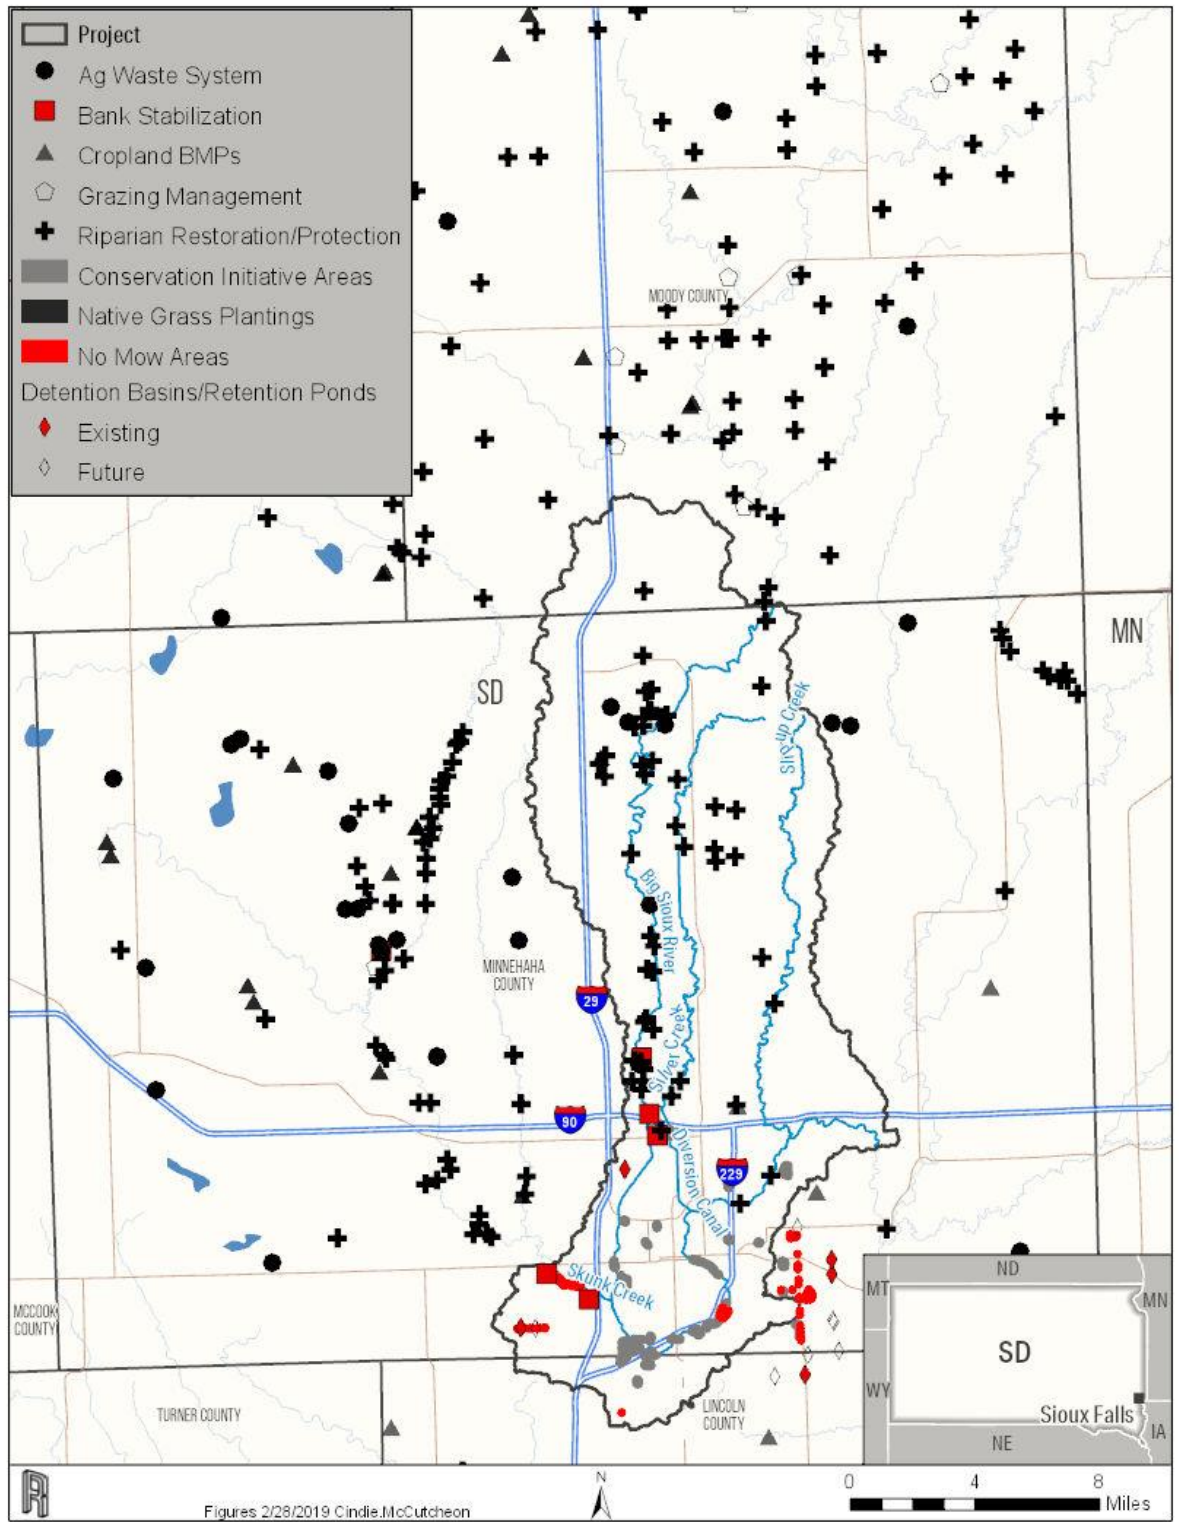 Project
Ag Waste System
Bank Stabilization
Cropland BMPs
Grazing Management
Riparian Restoration/Protection
Conservation Initiative Areas
Native Grass Plantings
No Mow Areas
Detention Basins/Retention Ponds
Existing
Future
MOODY COUNTY
MN
SD
Slip up Creek
Big Sioux River
MINNEHAHA
COUNTY
29
Silver Creek
90
Diversion Canal
229
Skunk Creek
MCCOOK
COUNTY
TURNER COUNTY
LINCOLN
COUNTY
ND
MT
MN
SD
WY
Sioux Falls
IA
NE
Figures 2/28/2019 Cindie.McCutcheon
N
0 4 8
Miles